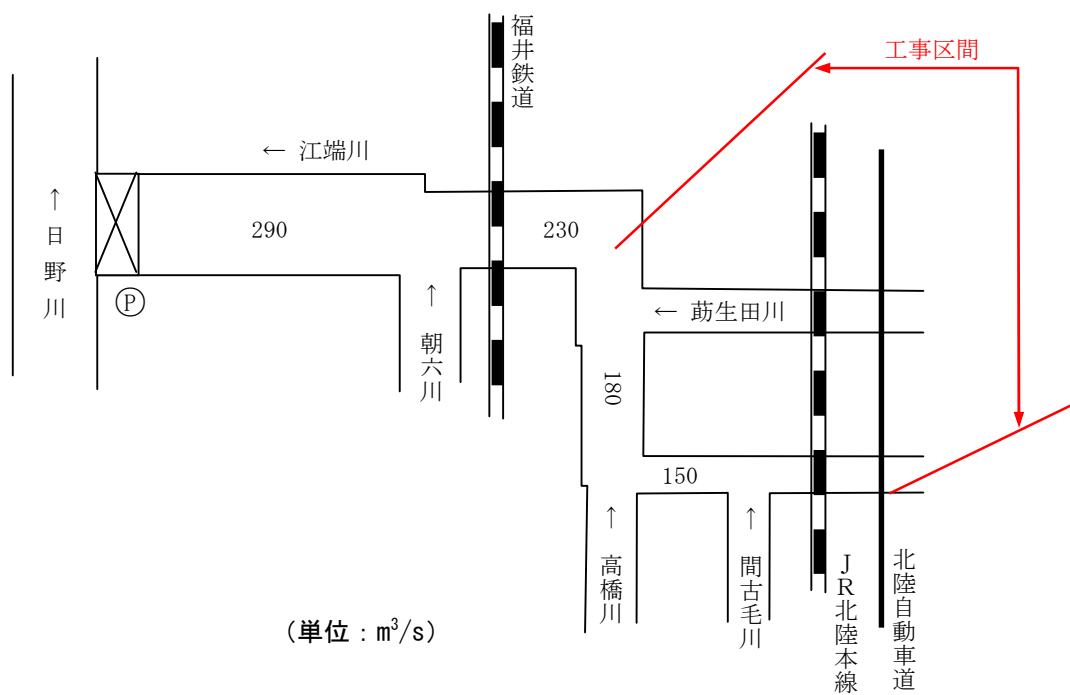 福井鉄道
工事区間
← 江端川
290
230
← 日野川
Ⓟ
← 莇生田川
← 朝六川
180
150
← 高橋川
← 間古毛川
JR北陸本線
北陸自動車道
(単位：m³/s)